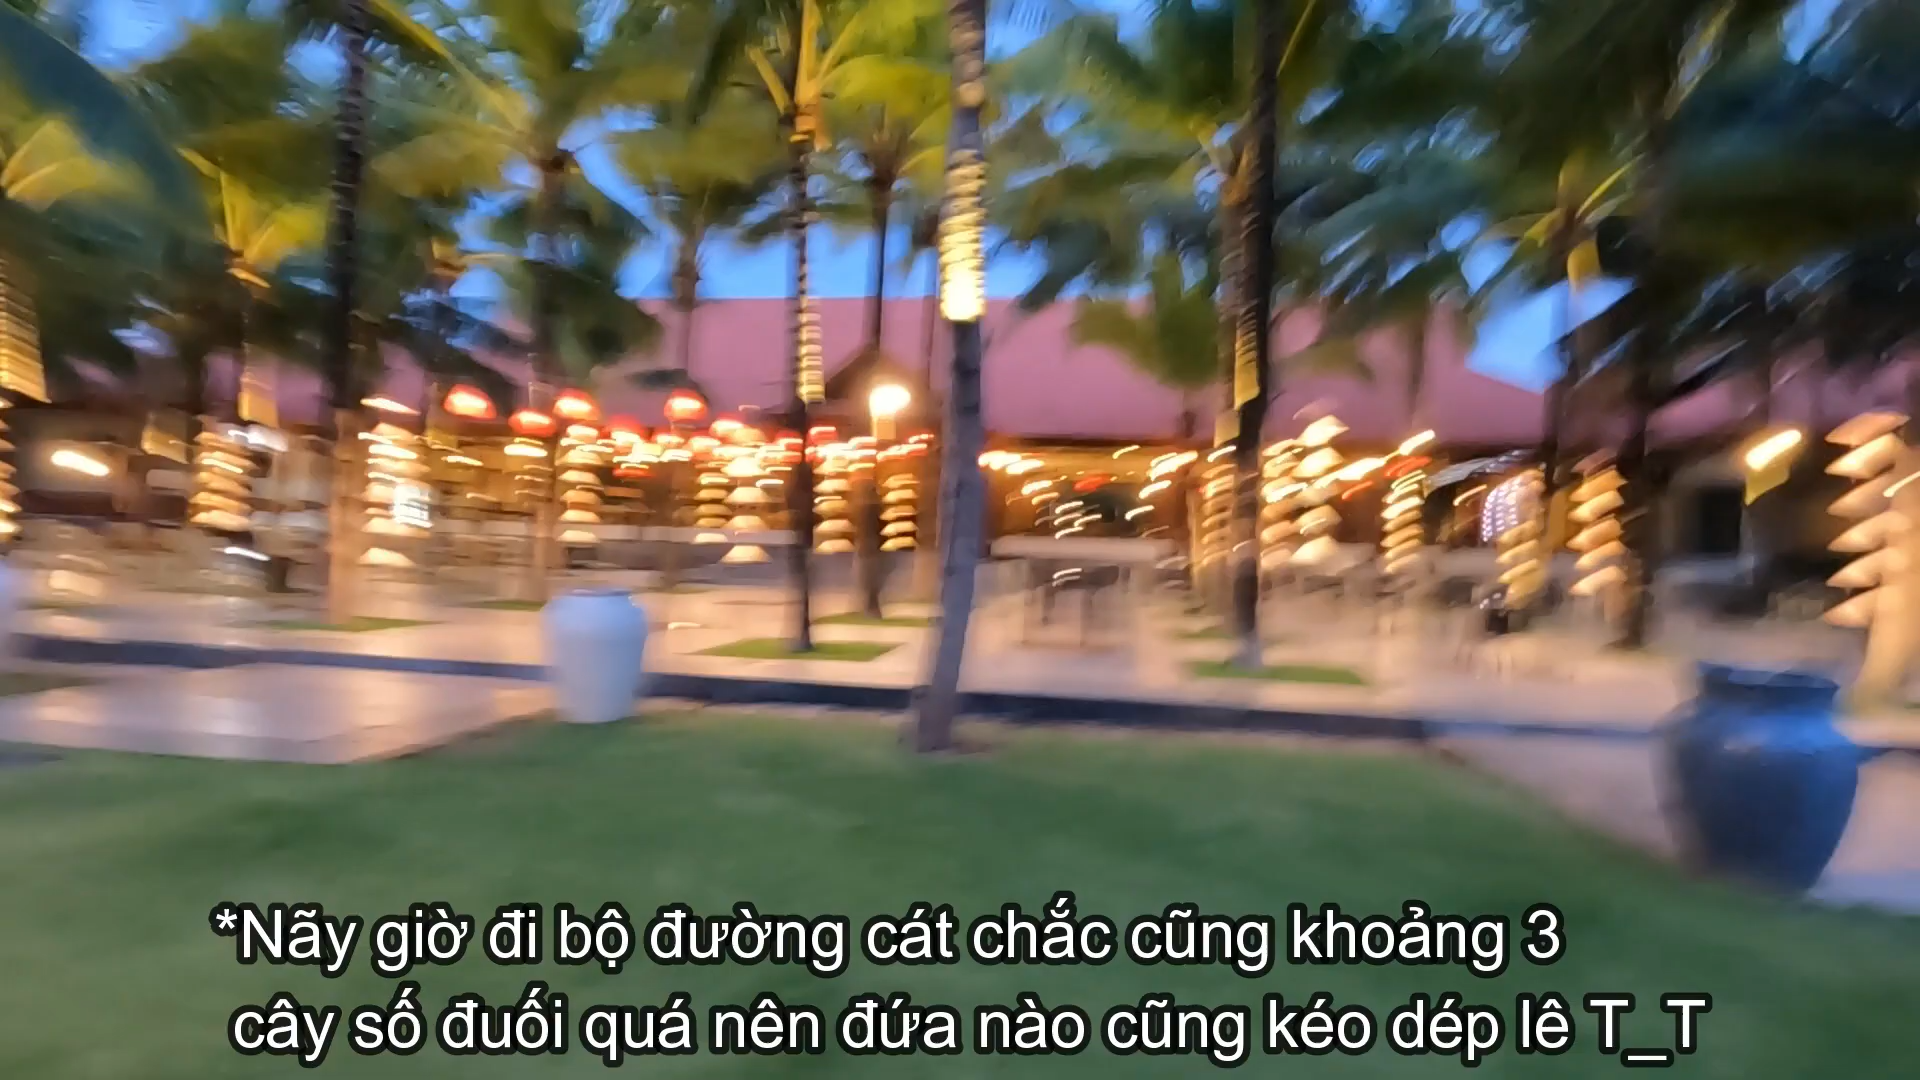 *Nãy giờ đi bộ đường cát chắc cũng khoảng 3
cây số đuối quá nên đứa nào cũng kéo dép lê T_T